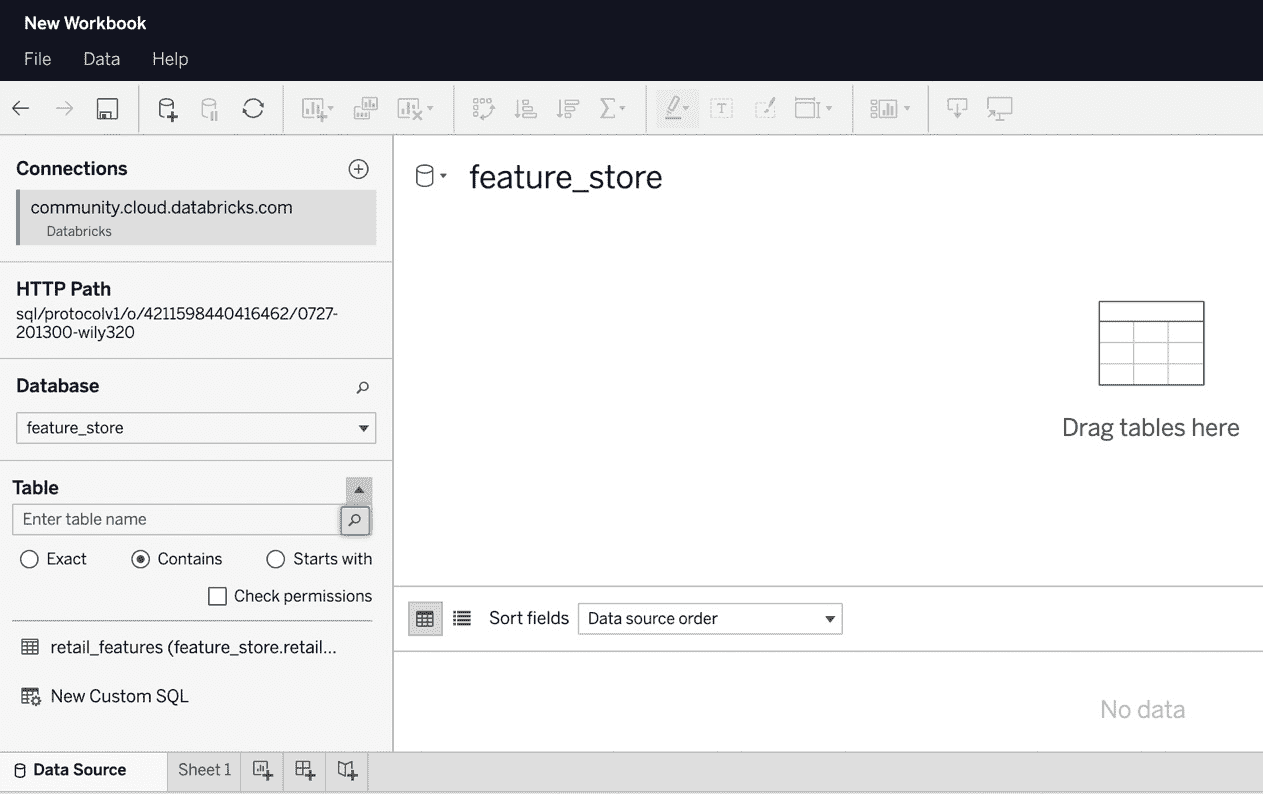 New Workbook
File Data Help
Connections
community.cloud.databricks.com
Databricks
HTTP Path
sql/protocolv1/o/4211598440416462/0727-
201300-wily320
Database
feature_store
Table
Enter table name
Exact Contains Starts with
Check permissions
retail_features (feature_store.retail...
New Custom SQL
feature_store
Drag tables here
Sort fields Data source order
No data
Data Source Sheet 1